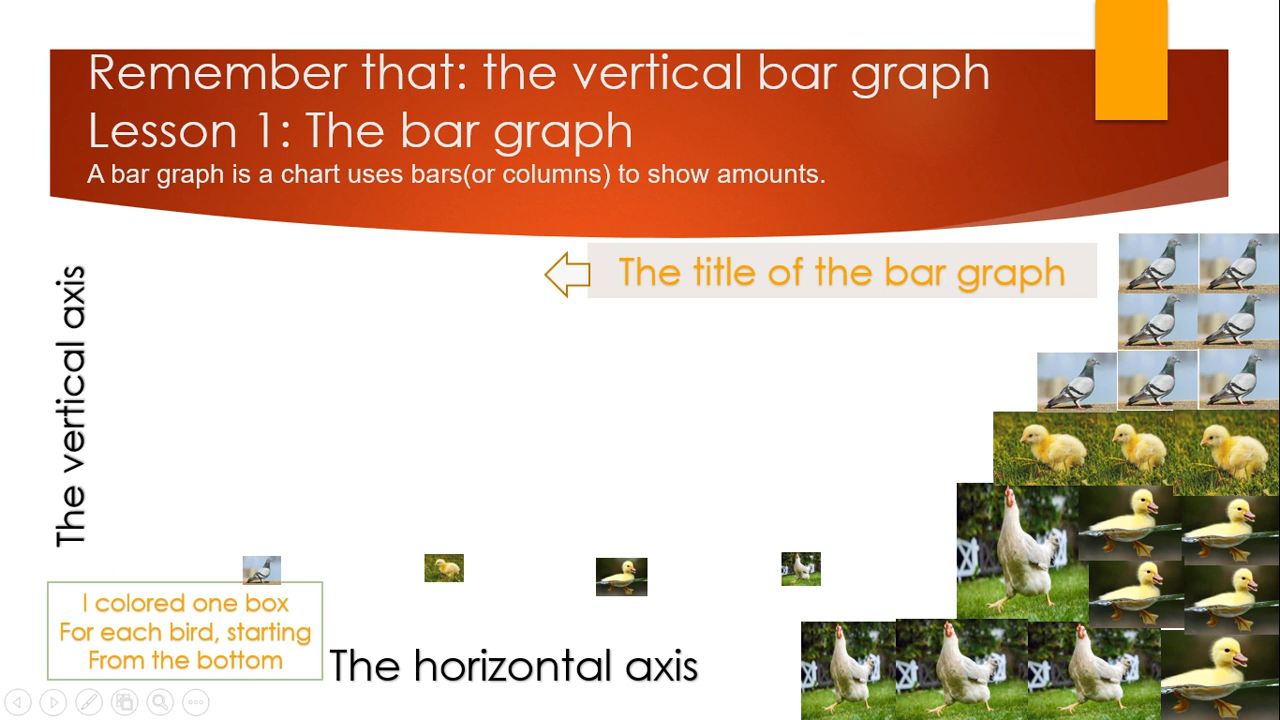 Remember that: the vertical bar graph
Lesson 1: The bar graph
A bar graph is a chart uses bars(or columns) to show amounts.
The title of the bar graph
The vertical axis
I colored one box
For each bird, starting
From the bottom
The horizontal axis